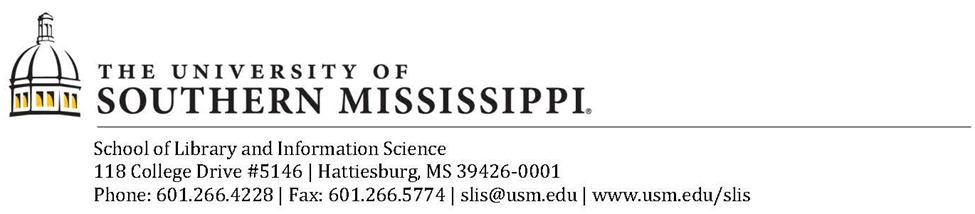 THE UNIVERSITY OF
SOUTHERN MISSISSIPPI®
School of Library and Information Science
118 College Drive #5146 | Hattiesburg, MS 39426-0001
Phone: 601.266.4228 | Fax: 601.266.5774 | slis@usm.edu | www.usm.edu/slis